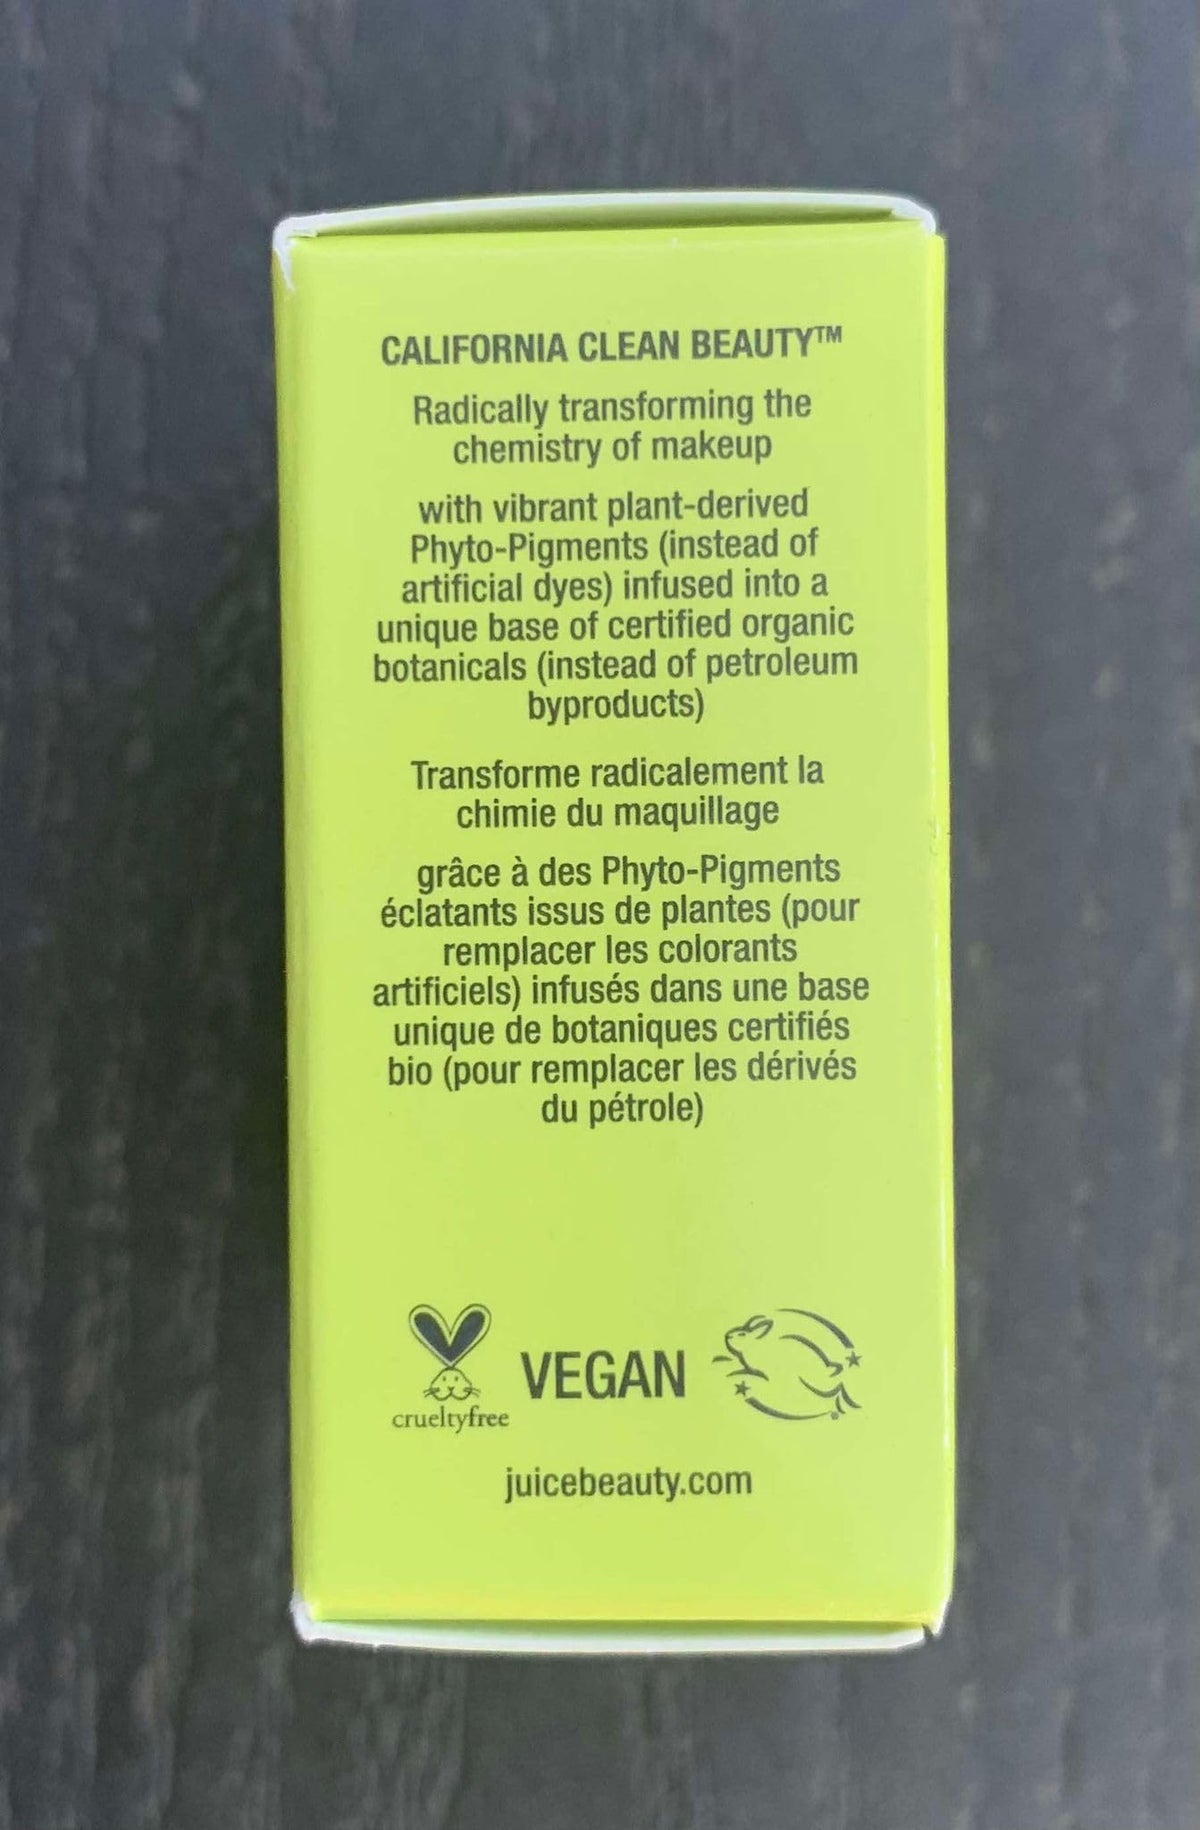 CALIFORNIA CLEAN BEAUTY™
Radically transforming the
chemistry of makeup
with vibrant plant-derived
Phyto-Pigments (instead of
artificial dyes) infused into a
unique base of certified organic
botanicals (instead of petroleum
byproducts)
Transforme radicalement la
chimie du maquillage
grâce à des Phyto-Pigments
éclatants issus de plantes (pour
remplacer les colorants
artificiels) infusés dans une base
unique de botaniques certifiés
bio (pour remplacer les dérivés
du pétrole)
crueltyfree
VEGAN
juicebeauty.com